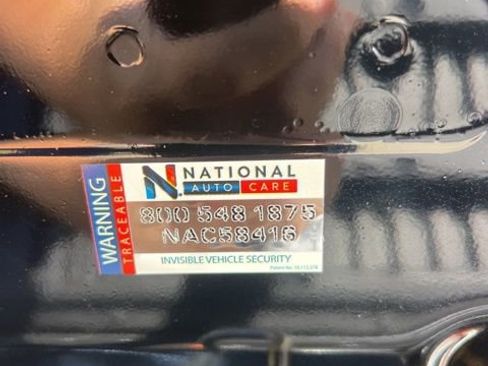 WARNING
TRACEABLE
N. NATIONAL
AUTO CARE
800 548 1875
NAC58416
INVISIBLE VEHICLE SECURITY